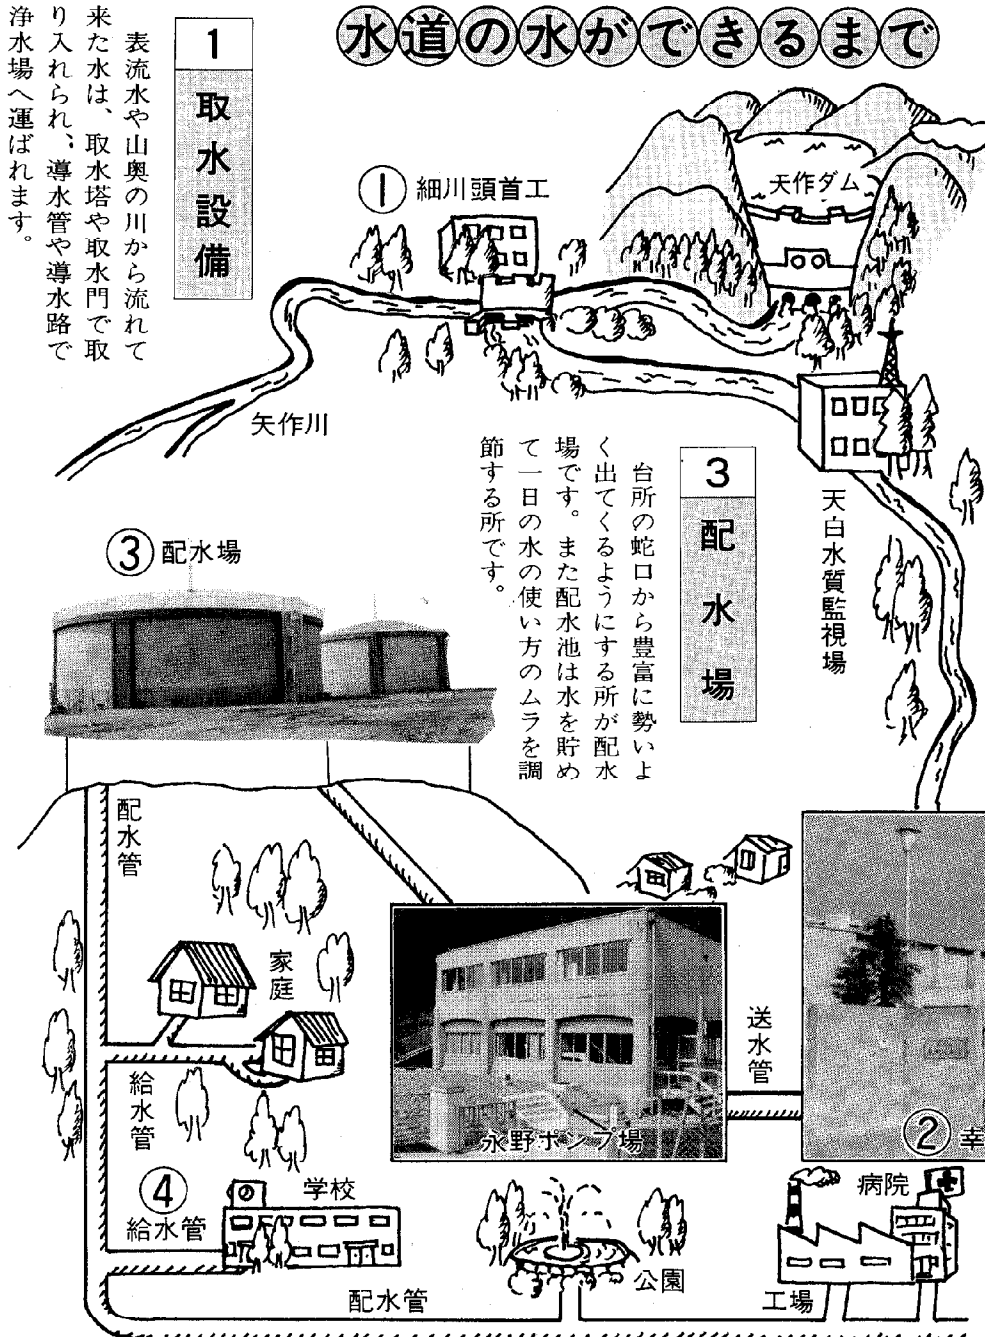 水道の水ができるまで
1
取水設備
表流水や山奥の川から流れて
来た水は、取水塔や取水門で取
り入れられ、導水管や導水路で
浄水場へ運ばれます。
① 細川頭首工
天作ダム
矢作川
天白水質監視場
3
配水場
台所の蛇口から豊富に勢いよ
く出てくるようにする所が配水
場です。また配水池は水を貯め
て一日の水の使い方のムラを調
節する所です。
③ 配水場
配水管
家庭
給水管
送水管
永野ポンプ場
② 幸
④
給水管
学校
配水管
公園
工場
病院